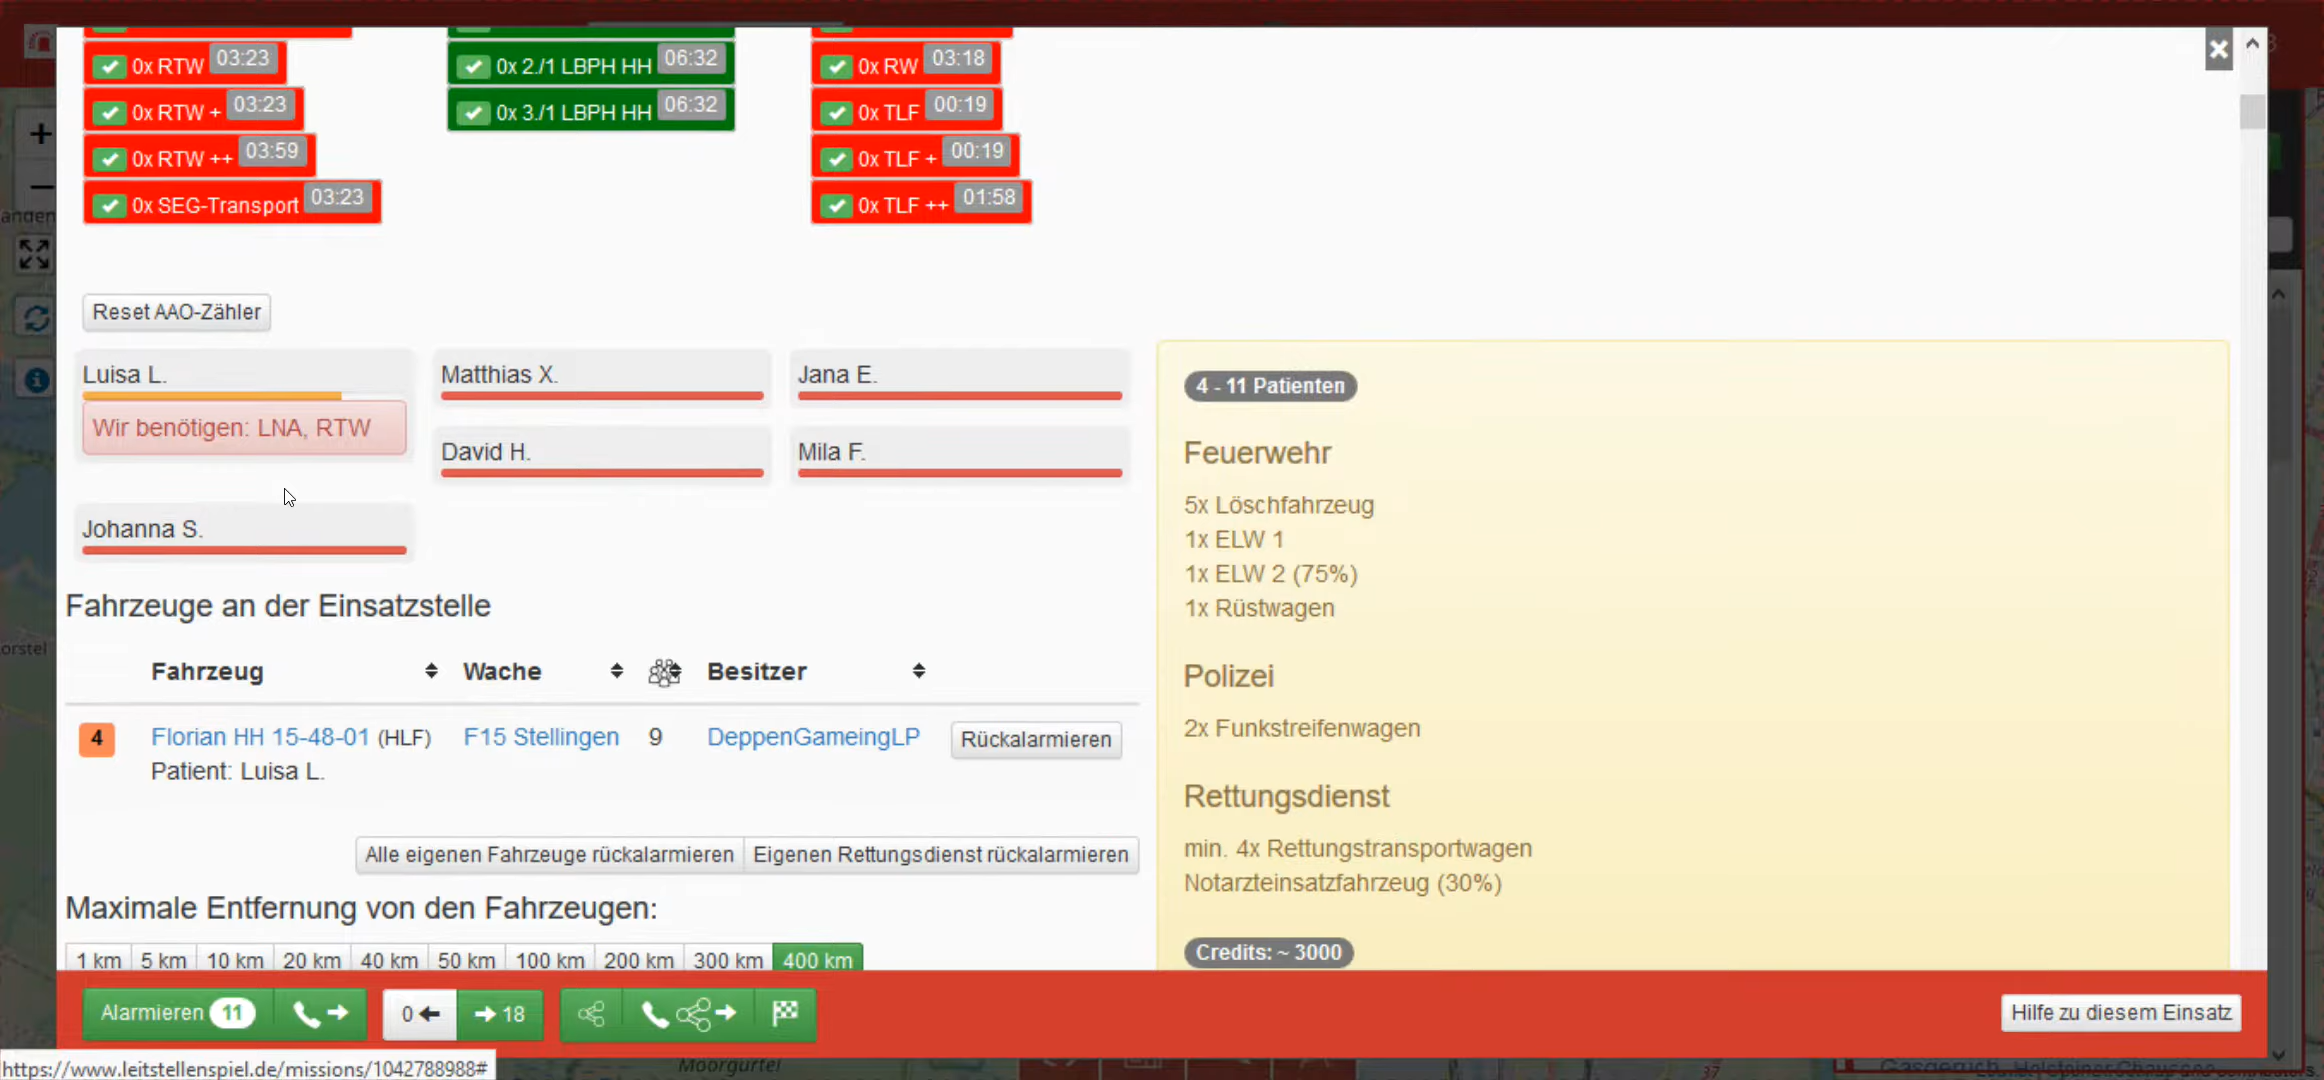 0x RTW 03:23
0x RTW + 03:23
0x RTW ++ 03:59
0x SEG-Transport 03:23
0x 2./1 LBPH HH 06:32
0x 3./1 LBPH HH 06:32
0x RW 03:18
0x TLF 00:19
0x TLF + 00:19
0x TLF ++ 01:58
Reset AAO-Zähler
Luisa L.
Wir benötigen: LNA, RTW
Matthias X.
Jana E.
David H.
Mila F.
Johanna S.
Fahrzeuge an der Einsatzstelle
Fahrzeug Wache Besitzer
4 Florian HH 15-48-01 (HLF) F15 Stellingen 9 DeppenGameingLP Rückalarmieren
Patient: Luisa L.
Alle eigenen Fahrzeuge rückalarmieren Eigenen Rettungsdienst rückalarmieren
Maximale Entfernung von den Fahrzeugen:
1 km 5 km 10 km 20 km 40 km 50 km 100 km 200 km 300 km 400 km
4 - 11 Patienten
Feuerwehr
5x Löschfahrzeug
1x ELW 1
1x ELW 2 (75%)
1x Rüstwagen
Polizei
2x Funkstreifenwagen
Rettungsdienst
min. 4x Rettungstransportwagen
Notarzteinsatzfahrzeug (30%)
Credits: ~ 3000
Alarmieren 11 0 18 Hilfe zu diesem Einsatz
https://www.leitstellenspiel.de/missions/1042788988#
Moorgürtel
37